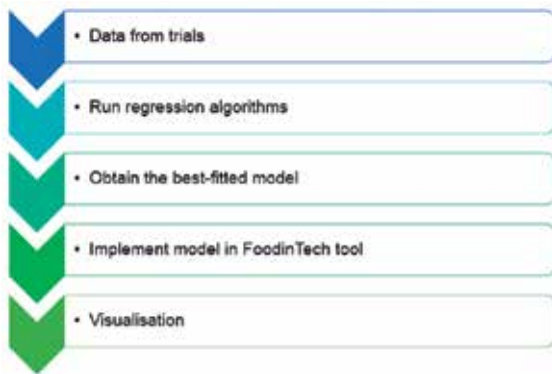 • Data from trials
• Run regression algorithms
• Obtain the best-fitted model
• Implement model in FoodinTech tool
• Visualisation